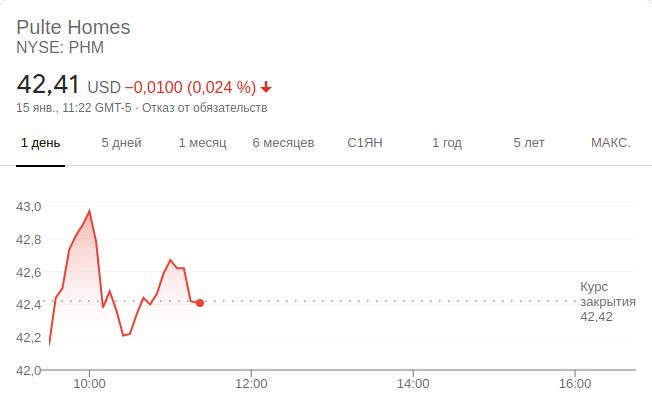 Pulte Homes
NYSE: PHM
42,41 USD −0,0100 (0,024 %)
15 янв., 11:22 GMT-5 · Отказ от обязательств
1 день 5 дней 1 месяц 6 месяцев С1ЯН 1 год 5 лет МАКС.
43,0
42,8
42,6
42,4
42,2
42,0
Курс
закрытия
42,42
10:00 12:00 14:00 16:00